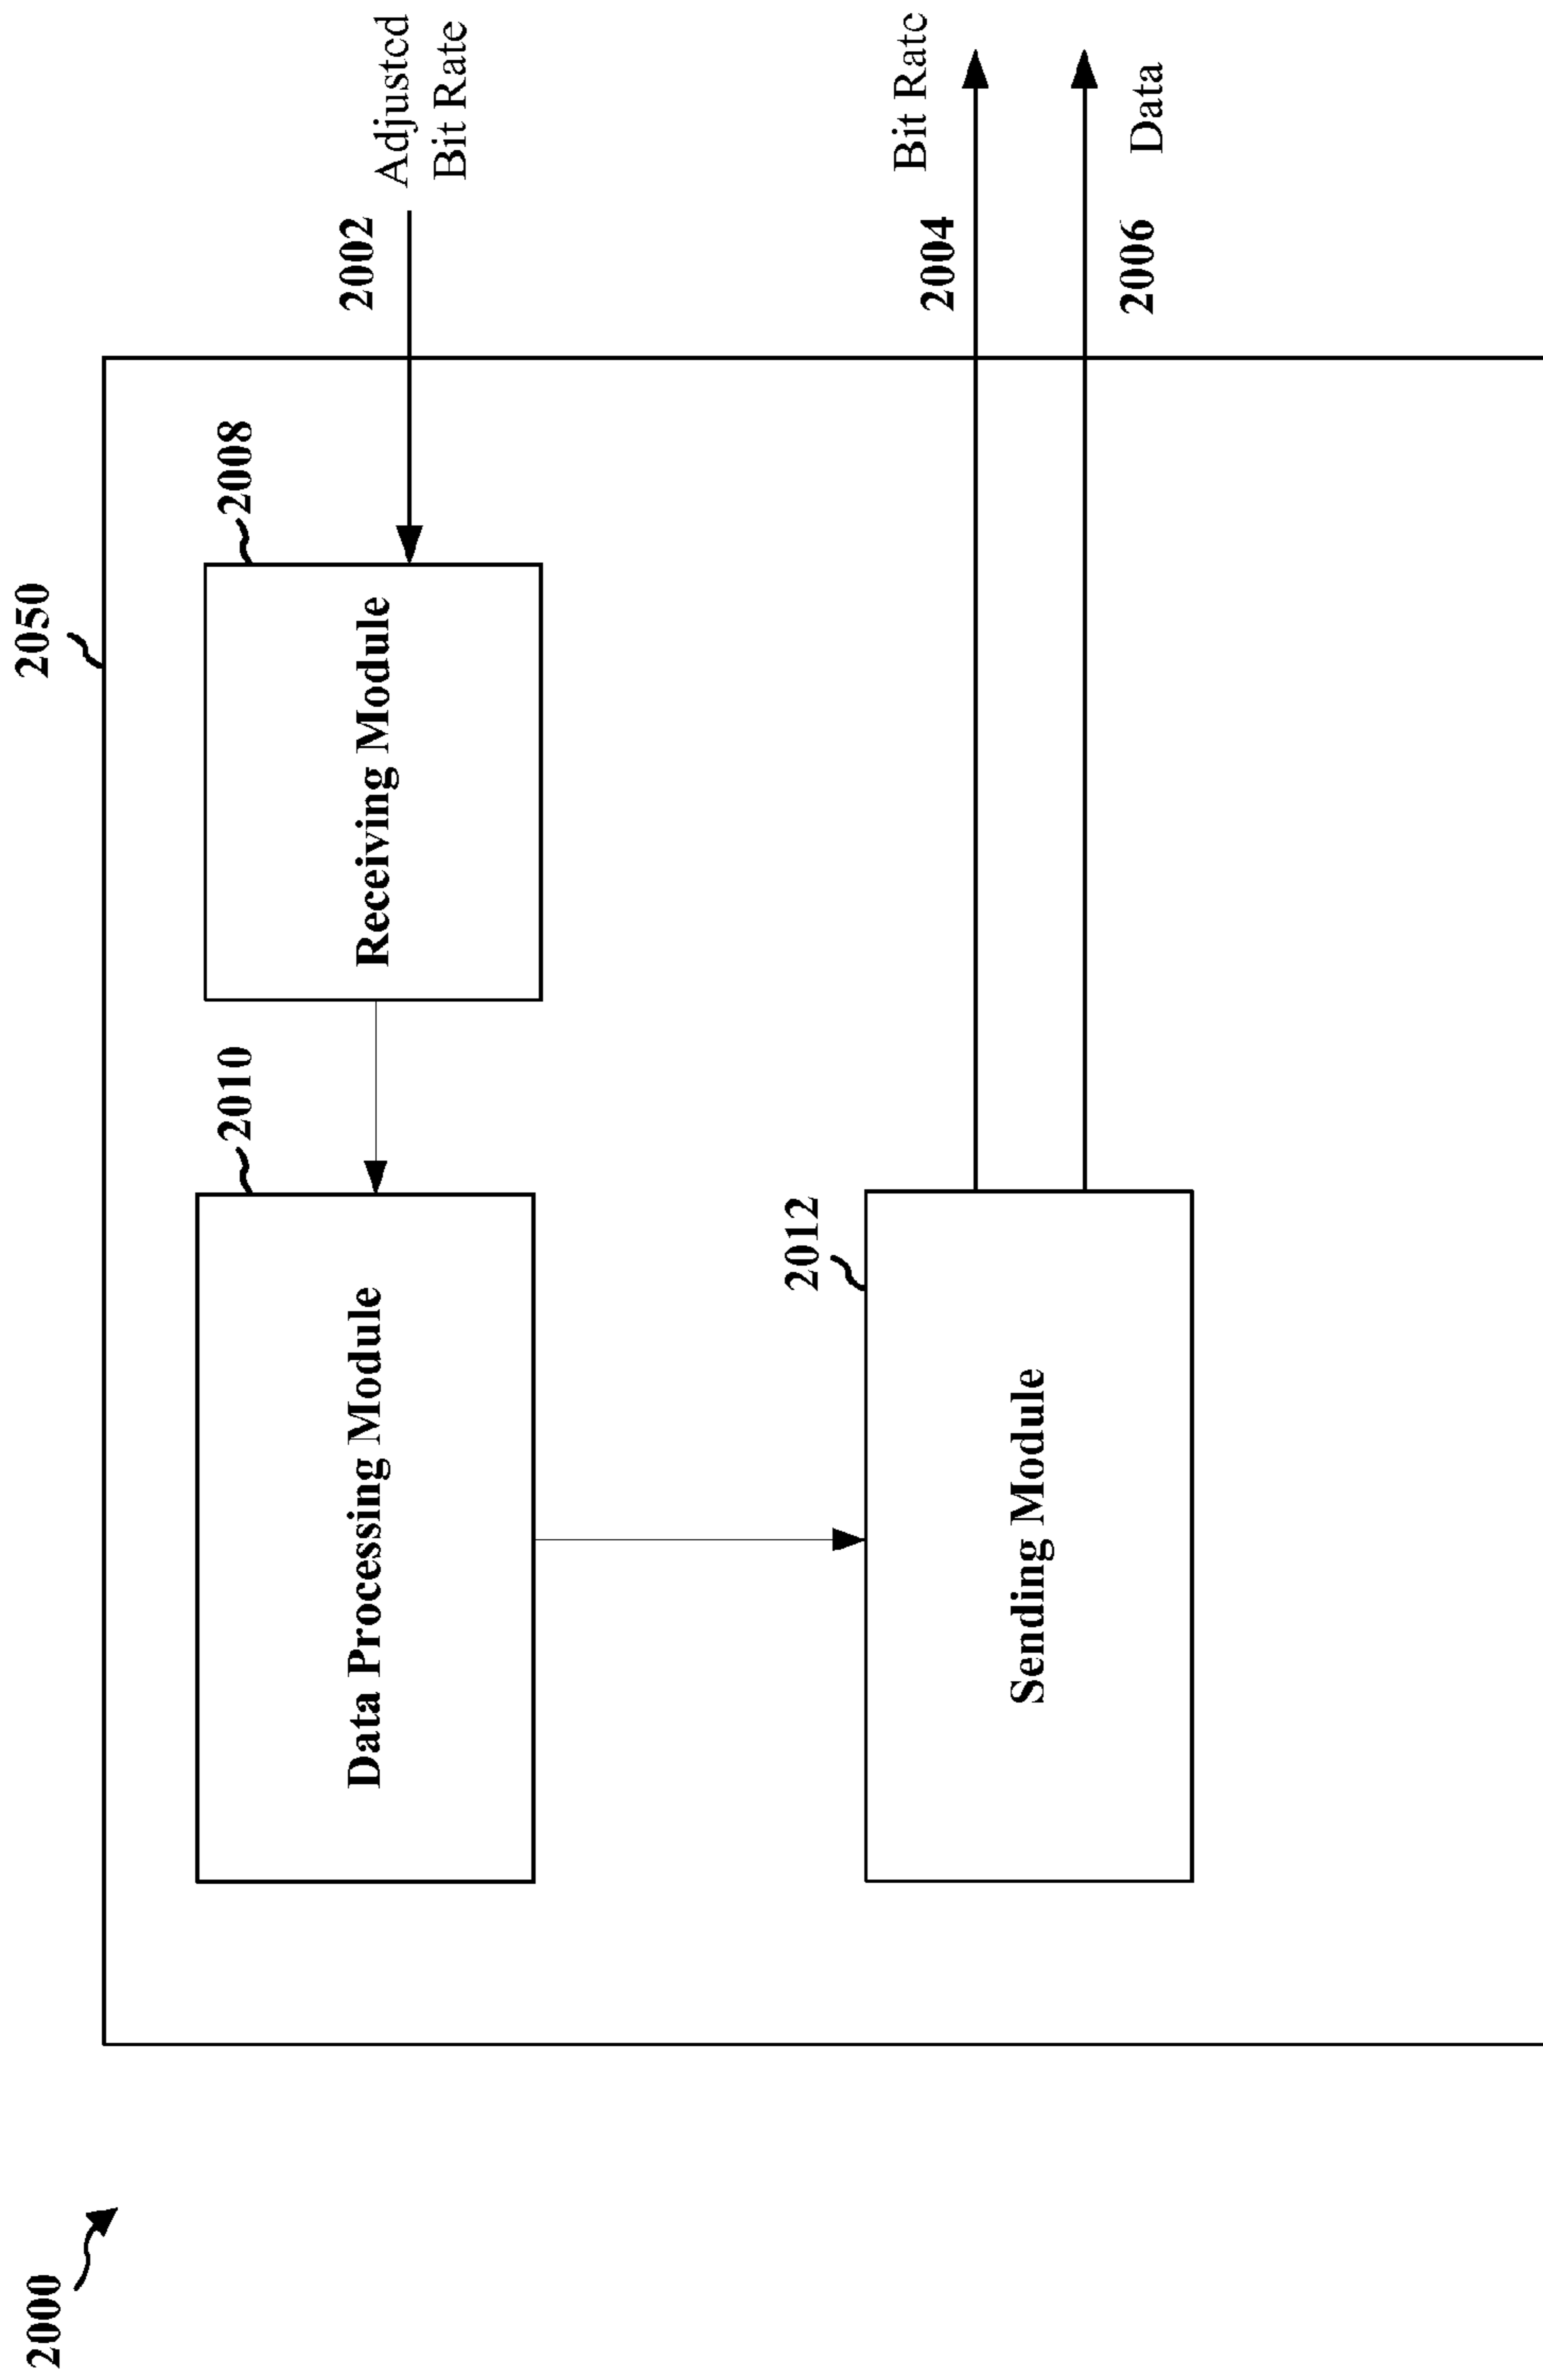 2000
2050
2010
2008
Data Processing Module
Receiving Module
2002
Adjusted
Bit Rate
2012
Sending Module
2004
Bit Rate
2006
Data